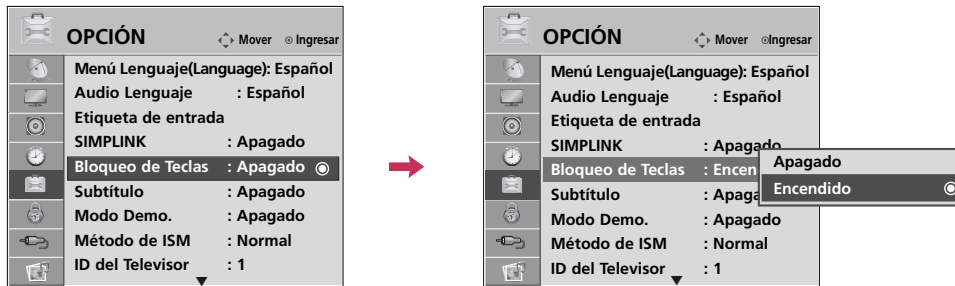 OPCIÓN Mover Ingresar
Menú Lenguaje(Language): Español
Audio Lenguaje : Español
Etiqueta de entrada
SIMPLINK : Apagado
Bloqueo de Teclas : Apagado
Subtítulo : Apagado
Modo Demo. : Apagado
Método de ISM : Normal
ID del Televisor : 1
OPCIÓN Mover Ingresar
Menú Lenguaje(Language): Español
Audio Lenguaje : Español
Etiqueta de entrada
SIMPLINK : Apagado
Bloqueo de Teclas : Encen
Subtítulo : Apaga
Modo Demo. : Apagado
Método de ISM : Normal
ID del Televisor : 1
Apagado
Encendido